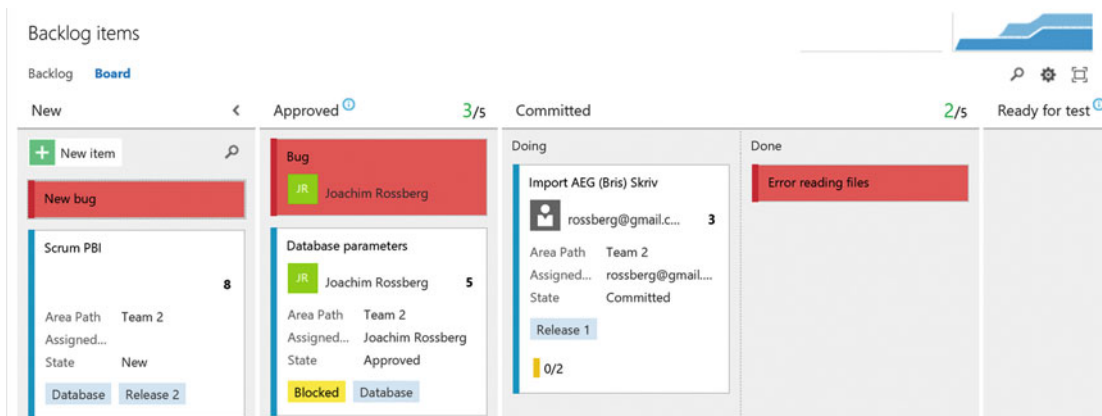 Backlog items
Backlog Board
New
New item
New bug
Scrum PBI
8
Area Path Team 2
Assigned...
State New
Database Release 2
Approved 3/5
Bug
JR Joachim Rossberg
Database parameters
JR Joachim Rossberg 5
Area Path Team 2
Assigned... Joachim Rossberg
State Approved
Blocked Database
Committed 2/5
Doing
Import AEG (Bris) Skriv
rossberg@gmail.c... 3
Area Path Team 2
Assigned... rossberg@gmail....
State Committed
Release 1
0/2
Done
Error reading files
Ready for test